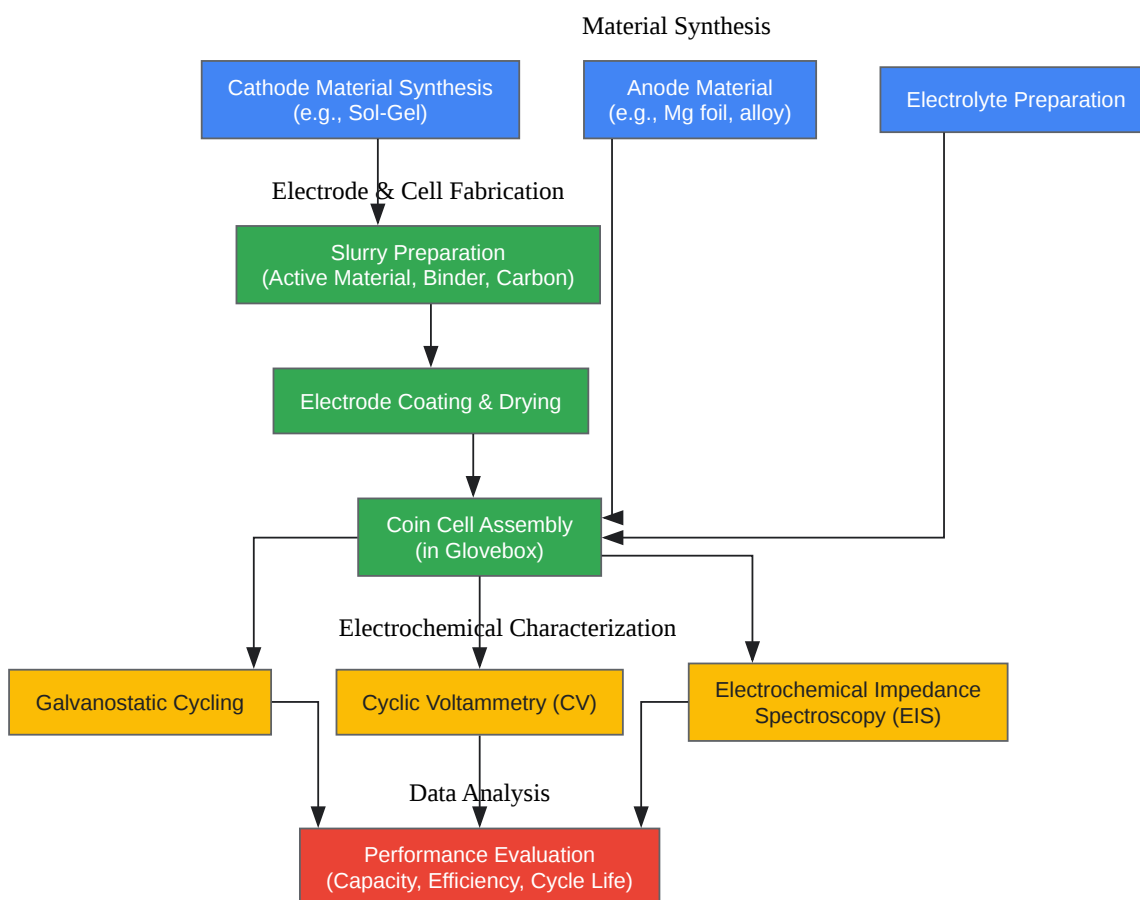 Material Synthesis
Cathode Material Synthesis
(e.g., Sol-Gel)
Anode Material
(e.g., Mg foil, alloy)
Electrolyte Preparation
Electrode & Cell Fabrication
Slurry Preparation
(Active Material, Binder, Carbon)
Electrode Coating & Drying
Coin Cell Assembly
(in Glovebox)
Electrochemical Characterization
Galvanostatic Cycling
Cyclic Voltammetry (CV)
Electrochemical Impedance
Spectroscopy (EIS)
Data Analysis
Performance Evaluation
(Capacity, Efficiency, Cycle Life)